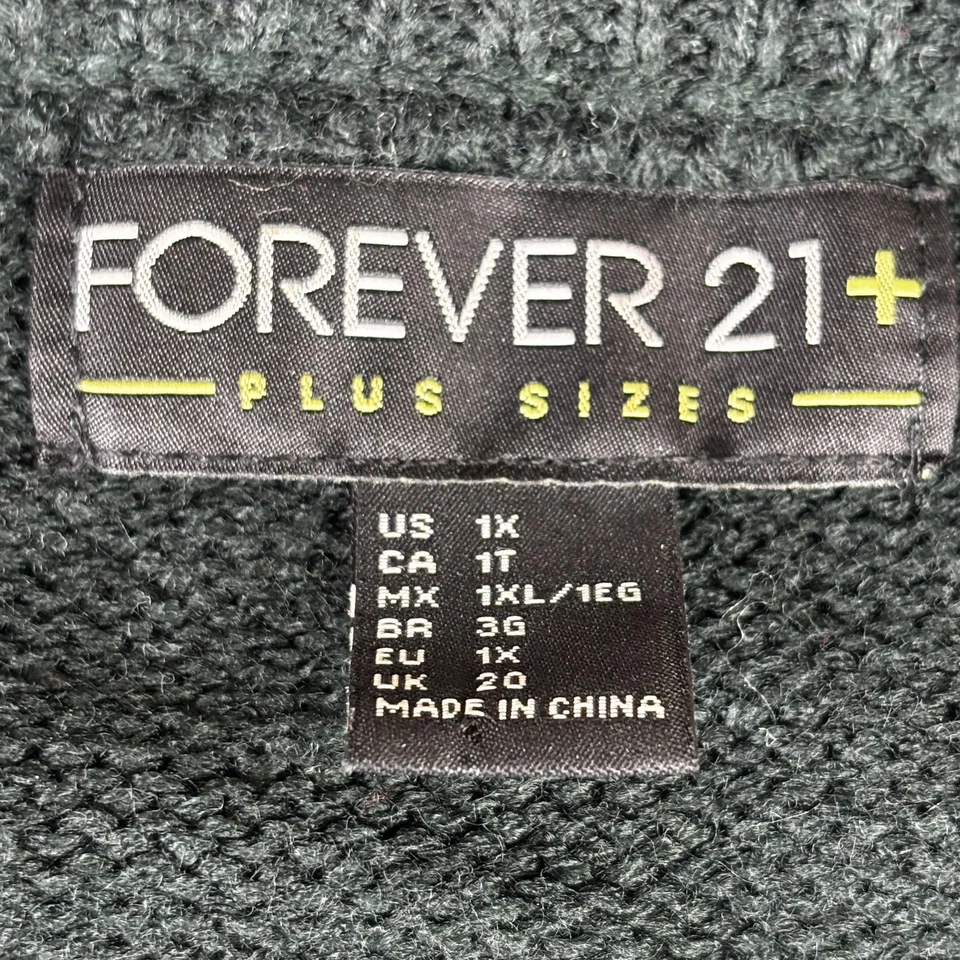 FOREVER 21+
PLUS SIZES
US 1X
CA 1T
MX 1XL/1EG
BR 3G
EU 1X
UK 20
MADE IN CHINA